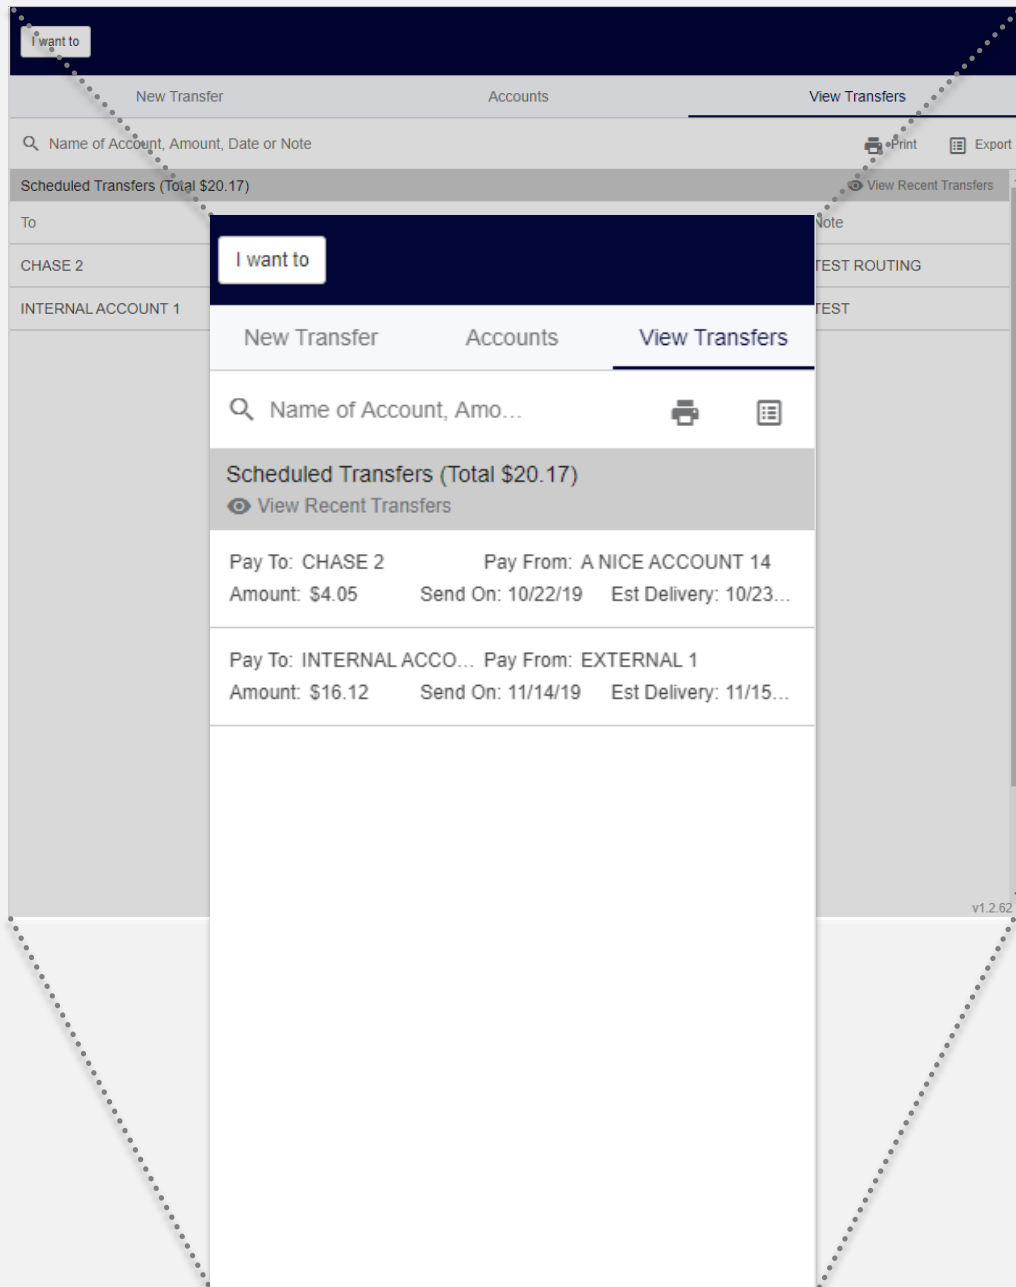 I want to
New Transfer Accounts View Transfers
Name of Account, Amount, Date or Note Print Export
Scheduled Transfers (Total $20.17) View Recent Transfers
To Note
CHASE 2 TEST ROUTING
INTERNAL ACCOUNT 1 TEST
I want to
New Transfer Accounts View Transfers
Name of Account, Amo...
Scheduled Transfers (Total $20.17)
View Recent Transfers
Pay To: CHASE 2 Pay From: A NICE ACCOUNT 14
Amount: $4.05 Send On: 10/22/19 Est Delivery: 10/23...
Pay To: INTERNAL ACCO... Pay From: EXTERNAL 1
Amount: $16.12 Send On: 11/14/19 Est Delivery: 11/15...
v1.2.62